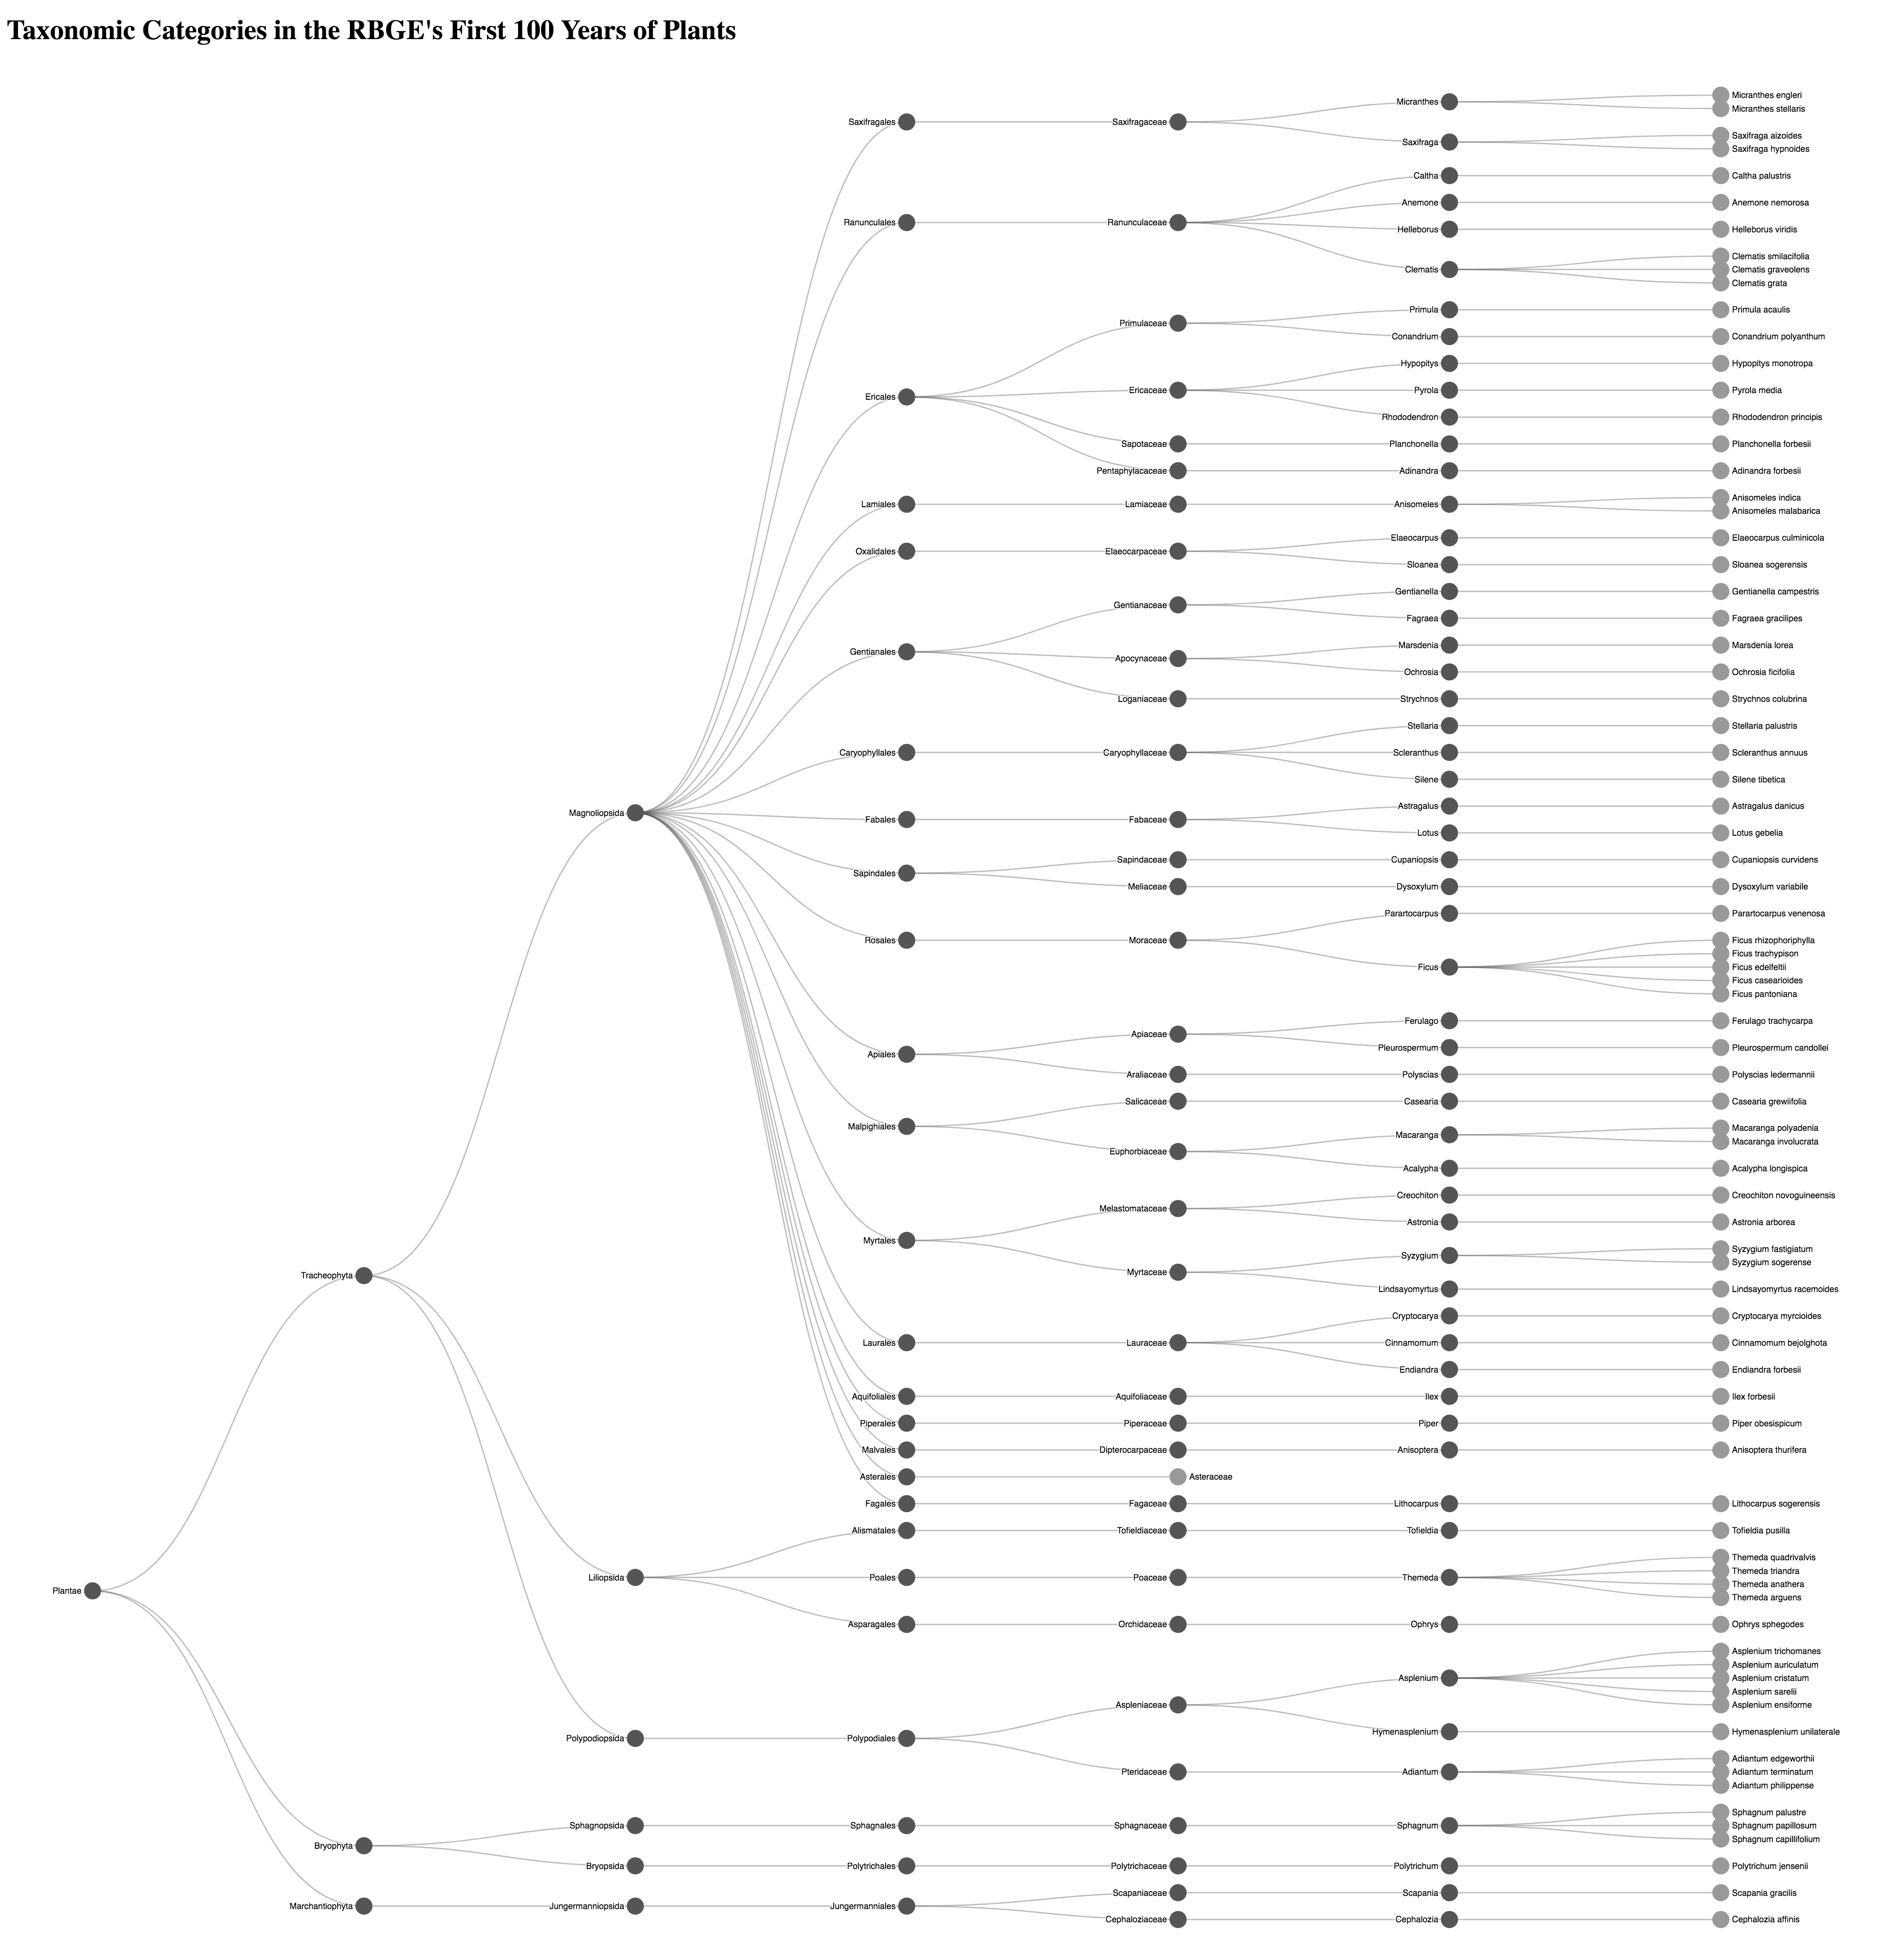 Taxonomic Categories in the RBGE's First 100 Years of Plants
Micranthes engleri
Micranthes
Micranthes stellaris
Saxifragales
Saxifragaceae
Saxifraga aizoides
Saxifraga
Saxifraga hypnoides
Caltha
Caltha palustris
Anemone
Anemone nemorosa
Ranunculales
Ranunculaceae
Helleborus
Helleborus viridis
Clematis smilacifolia
Clematis
Clematis graveolens
Clematis grata
Primula
Primula acaulis
Primulaceae
Conandrium
Conandrium polyanthum
Hypopitys
Hypopitys monotropa
Ericales
Ericaceae
Pyrola
Pyrola media
Rhododendron
Rhododendron principis
Sapotaceae
Planchonella
Planchonella forbesii
Pentaphylacaceae
Adinandra
Adinandra forbesii
Anisomeles indica
Lamiales
Lamiaceae
Anisomeles
Anisomeles malabarica
Elaeocarpus
Elaeocarpus culminicola
Oxalidales
Elaeocarpaceae
Sloanea
Sloanea sogerensis
Gentianella
Gentianella campestris
Gentianaceae
Fagraea
Fagraea gracilipes
Marsdenia
Marsdenia lorea
Gentianales
Apocynaceae
Ochrosia
Ochrosia ficifolia
Loganiaceae
Strychnos
Strychnos colubrina
Stellaria
Stellaria palustris
Caryophyllales
Caryophyllaceae
Scleranthus
Scleranthus annuus
Silene
Silene tibetica
Astragalus
Astragalus danicus
Magnoliopsida
Fabales
Fabaceae
Lotus
Lotus gebelia
Sapindaceae
Cupaniopsis
Cupaniopsis curvidens
Sapindales
Meliaceae
Dysoxylum
Dysoxylum variabile
Parartocarpus
Parartocarpus venenosa
Rosales
Moraceae
Ficus rhizophoriphylla
Ficus trachypison
Ficus
Ficus edelfeltii
Ficus casearioides
Ficus pantoniana
Ferulago
Ferulago trachycarpa
Apiaceae
Pleurospermum
Pleurospermum candollei
Apiales
Araliaceae
Polyscias
Polyscias ledermannii
Salicaceae
Casearia
Casearia grewiifolia
Malpighiales
Macaranga polyadenia
Macaranga
Macaranga involucrata
Euphorbiaceae
Acalypha
Acalypha longispica
Creochiton
Creochiton novoguineensis
Melastomataceae
Astronia
Astronia arborea
Myrtales
Syzygium fastigiatum
Syzygium
Syzygium sogerense
Myrtaceae
Tracheophyta
Lindsayomyrtus
Lindsayomyrtus racemoides
Cryptocarya
Cryptocarya myrcioides
Laurales
Lauraceae
Cinnamomum
Cinnamomum bejolghota
Endiandra
Endiandra forbesii
Aquifoliales
Aquifoliaceae
Ilex
Ilex forbesii
Piperales
Piperaceae
Piper
Piper obesispicum
Malvales
Dipterocarpaceae
Anisoptera
Anisoptera thurifera
Asterales
Asteraceae
Fagales
Fagaceae
Lithocarpus
Lithocarpus sogerensis
Alismatales
Tofieldiaceae
Tofieldia
Tofieldia pusilla
Themeda quadrivalvis
Themeda triandra
Liliopsida
Poales
Poaceae
Themeda
Themeda anathera
Plantae
Themeda arguens
Asparagales
Orchidaceae
Ophrys
Ophrys sphegodes
Asplenium trichomanes
Asplenium auriculatum
Asplenium
Asplenium cristatum
Asplenium sarelii
Aspleniaceae
Asplenium ensiforme
Hymenasplenium
Hymenasplenium unilaterale
Polypodiopsida
Polypodiales
Adiantum edgeworthii
Pteridaceae
Adiantum
Adiantum terminatum
Adiantum philippense
Sphagnum palustre
Sphagnopsida
Sphagnales
Sphagnaceae
Sphagnum
Sphagnum papillosum
Sphagnum capillifolium
Bryophyta
Bryopsida
Polytrichales
Polytrichaceae
Polytrichum
Polytrichum jensenii
Scapaniaceae
Scapania
Scapania gracilis
Marchantiophyta
Jungermanniopsida
Jungermanniales
Cephaloziaceae
Cephalozia
Cephalozia affinis